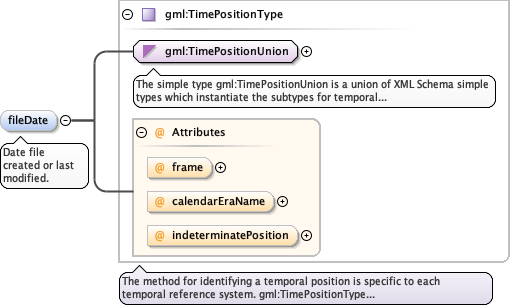 gml:TimePositionType
gml:TimePositionUnion
The simple type gml:TimePositionUnion is a union of XML Schema simple
types which instantiate the subtypes for temporal...
fileDate
Date file
created or last
modified.
@ Attributes
@ frame
@ calendarEraName
@ indeterminatePosition
The method for identifying a temporal position is specific to each
temporal reference system. gml:TimePositionType...